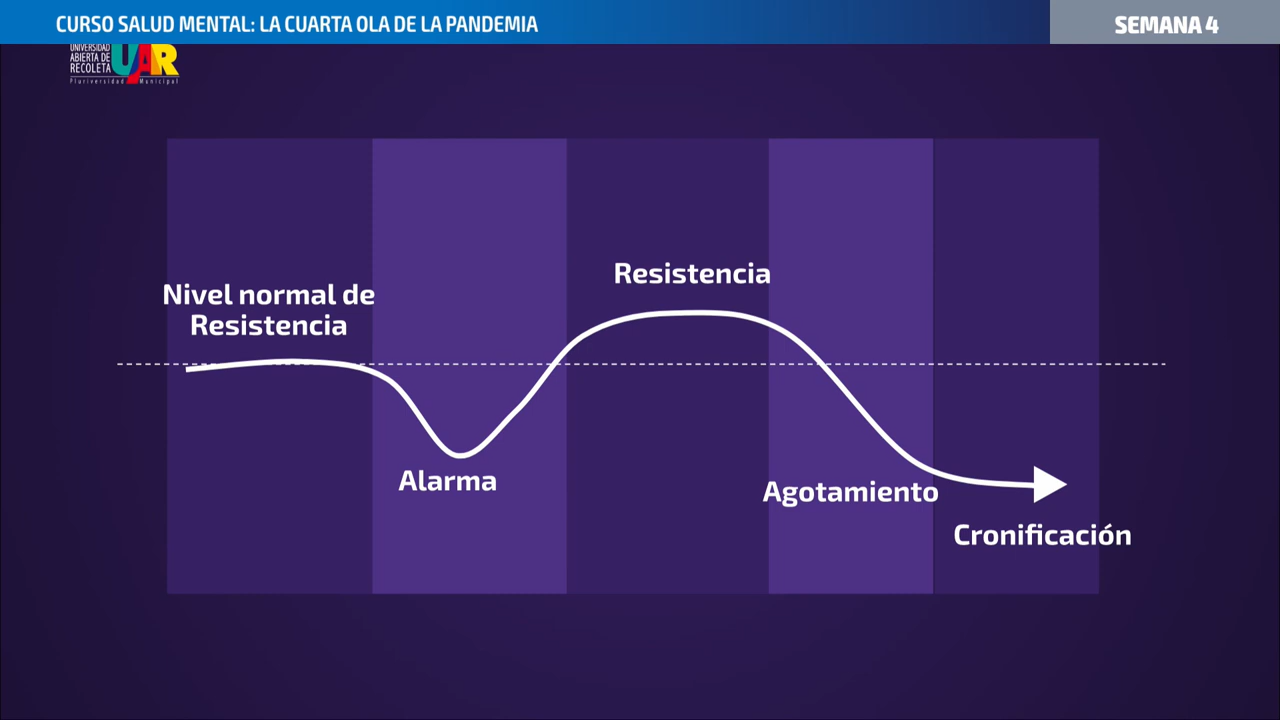 CURSO SALUD MENTAL: LA CUARTA OLA DE LA PANDEMIA
SEMANA 4
UNIVERSIDAD
ABIERTA DE
RECOLETA
UAR
Pluriversidad Municipal
Nivel normal de
Resistencia
Alarma
Resistencia
Agotamiento
Cronificación